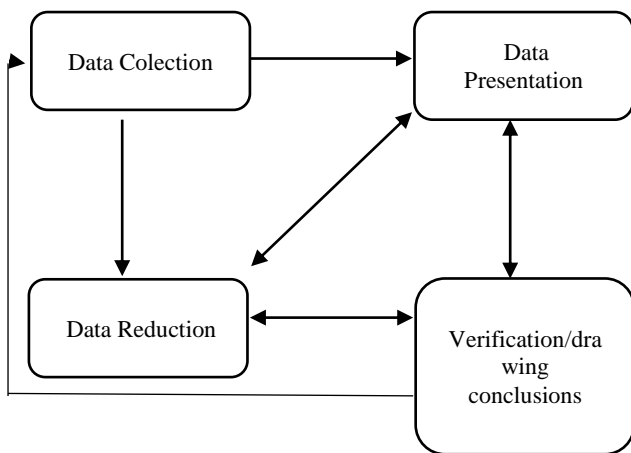 Data Colection
Data
Presentation
Data Reduction
Verification/dra
wing
conclusions